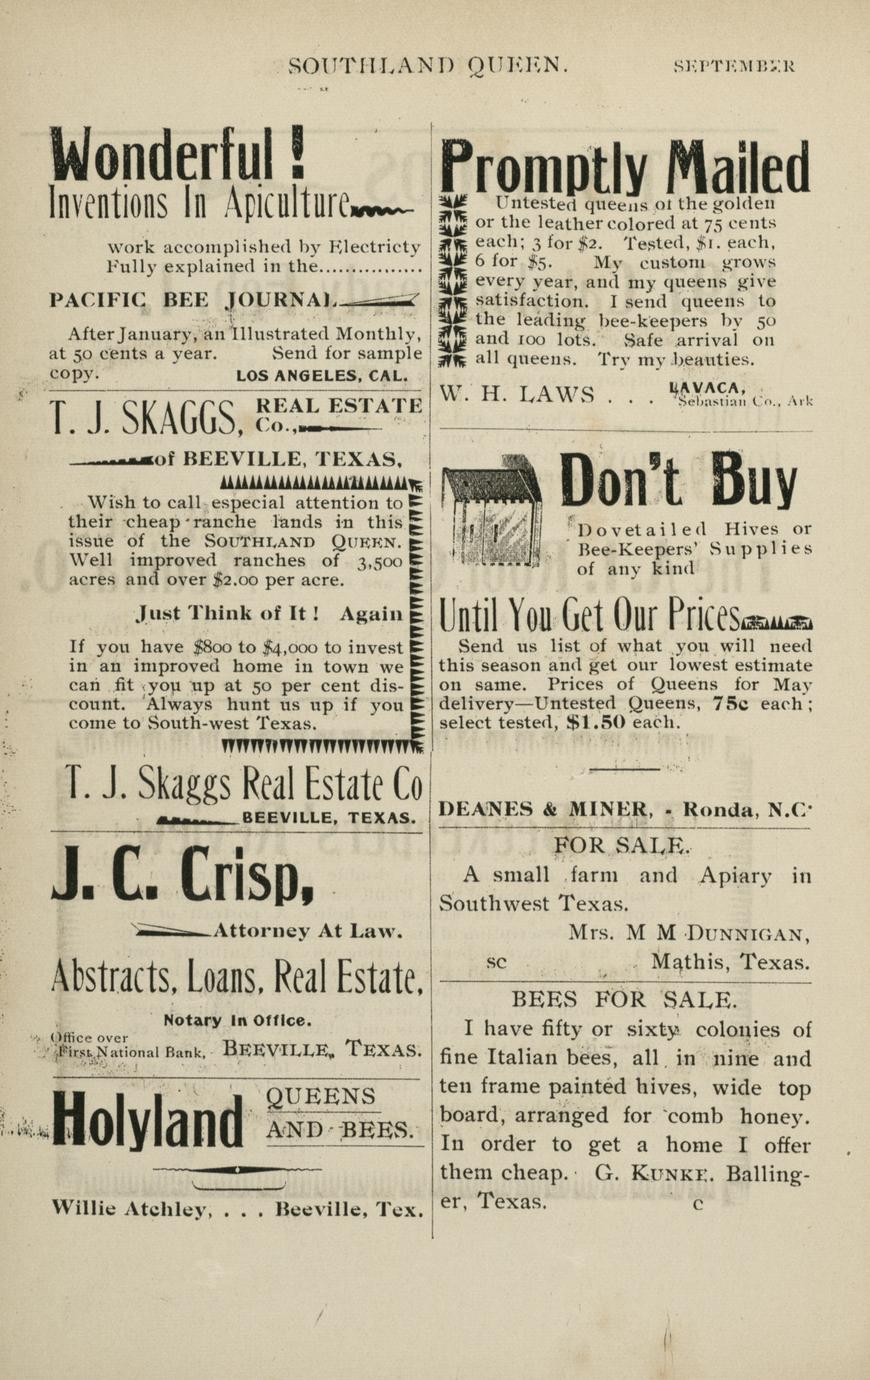 SOUTHLAND QUEEN.
SEPTEMBER
Wonderful !
Inventions In Apiculture
work accomplished by Electricty
Fully explained in the................
PACIFIC BEE JOURNAL
After January, an Illustrated Monthly,
at 50 cents a year. Send for sample
copy. LOS ANGELES, CAL.
T. J. SKAGGS, REAL ESTATE
Co.,
of BEEVILLE, TEXAS,
Wish to call especial attention to
their cheap ranche lands in this
issue of the SOUTHLAND QUEEN.
Well improved ranches of 3,500
acres and over $2.00 per acre.
Just Think of It ! Again
If you have $800 to $4,000 to invest
in an improved home in town we
can fit you up at 50 per cent dis-
count. Always hunt us up if you
come to South-west Texas.
T. J. Skaggs Real Estate Co
BEEVILLE, TEXAS.
J. C. Crisp,
Attorney At Law.
Abstracts, Loans, Real Estate,
Notary In Office.
Office over
First National Bank, BEEVILLE, TEXAS.
Holyland QUEENS
AND BEES.
Willie Atchley, . . . Beeville, Tex.
Promptly Mailed
Untested queens of the golden
or the leather colored at 75 cents
each; 3 for $2. Tested, $1. each,
6 for $5. My custom grows
every year, and my queens give
satisfaction. I send queens to
the leading bee-keepers by 50
and 100 lots. Safe arrival on
all queens. Try my beauties.
W. H. LAWS . . . LAVACA,
Sebastian Co., Ark
Don't Buy
Dovetailed Hives or
Bee-Keepers' Supplies
of any kind
Until You Get Our Prices
Send us list of what you will need
this season and get our lowest estimate
on same. Prices of Queens for May
delivery—Untested Queens, 75c each;
select tested, $1.50 each.
DEANES & MINER, - Ronda, N.C.
FOR SALE.
A small farm and Apiary in
Southwest Texas.
Mrs. M M DUNNIGAN,
sc Mathis, Texas.
BEES FOR SALE.
I have fifty or sixty colonies of
fine Italian bees, all in nine and
ten frame painted hives, wide top
board, arranged for comb honey.
In order to get a home I offer
them cheap. G. KUNKE. Balling-
er, Texas. c